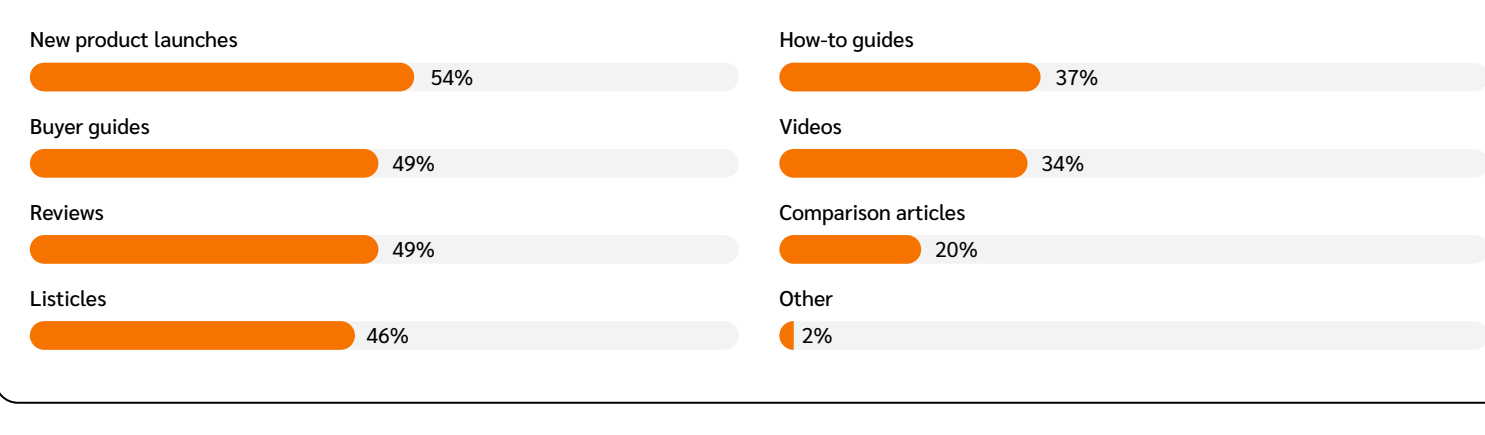 New product launches
54%
Buyer guides
49%
Reviews
49%
Listicles
46%
How-to guides
37%
Videos
34%
Comparison articles
20%
Other
2%